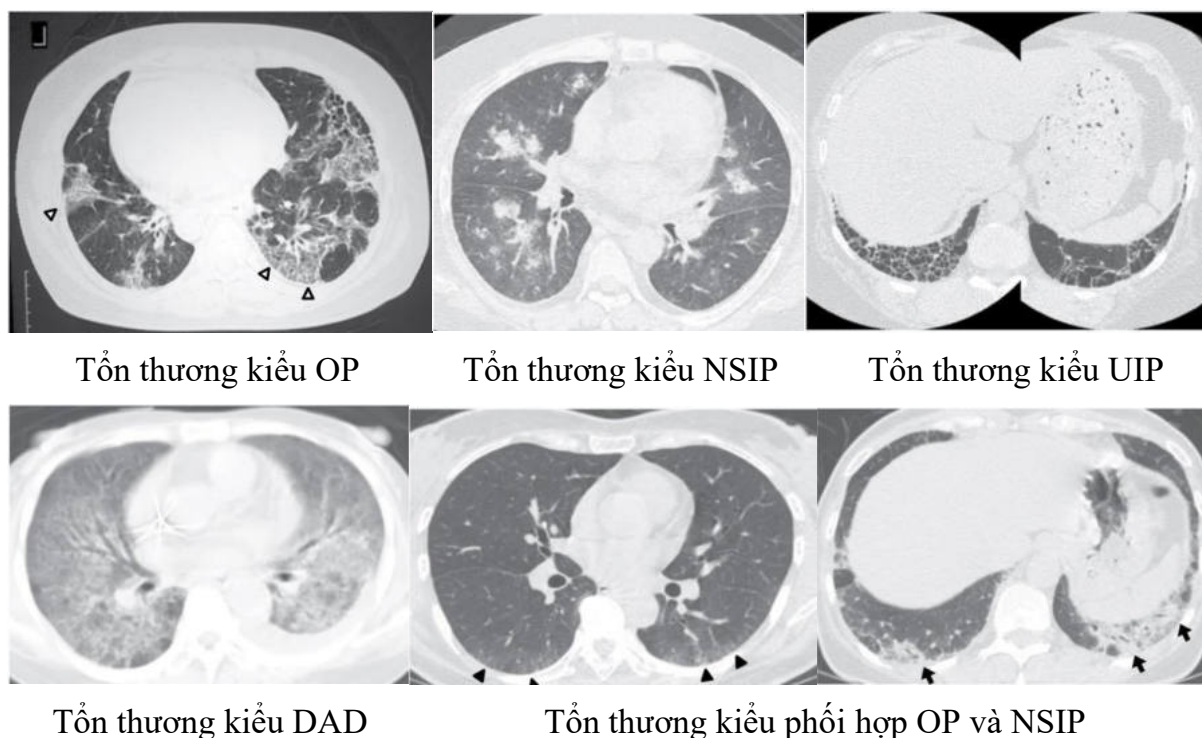 Tổn thương kiểu OP
Tổn thương kiểu NSIP
Tổn thương kiểu UIP
Tổn thương kiểu DAD
Tổn thương kiểu phối hợp OP và NSIP